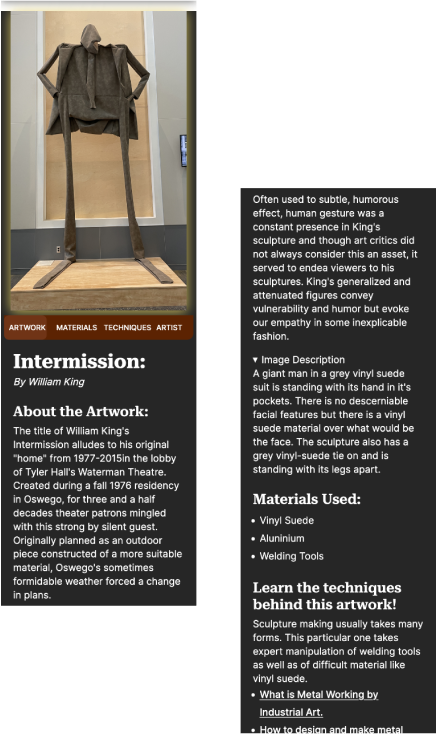 ARTWORK MATERIALS TECHNIQUES ARTIST
Intermission:
By William King
About the Artwork:
The title of William King's
Intermission alludes to his original
"home" from 1977-2015in the lobby
of Tyler Hall's Waterman Theatre.
Created during a fall 1976 residency
in Oswego, for three and a half
decades theater patrons mingled
with this strong by silent guest.
Originally planned as an outdoor
piece constructed of a more suitable
material, Oswego's sometimes
formidable weather forced a change
in plans.
Often used to subtle, humorous
effect, human gesture was a
constant presence in King's
sculpture and though art critics did
not always consider this an asset, it
served to endea viewers to his
sculptures. King's generalized and
attenuated figures convey
vulnerability and humor but evoke
our empathy in some inexplicable
fashion.
▾ Image Description
A giant man in a grey vinyl suede
suit is standing with its hand in it's
pockets. There is no descerniable
facial features but there is a vinyl
suede material over what would be
the face. The sculpture also has a
grey vinyl-suede tie on and is
standing with its legs apart.
Materials Used:
• Vinyl Suede
• Aluninium
• Welding Tools
Learn the techniques
behind this artwork!
Sculpture making usually takes many
forms. This particular one takes
expert manipulation of welding tools
as well as of difficult material like
vinyl suede.
• What is Metal Working by
Industrial Art.
• How to design and make metal